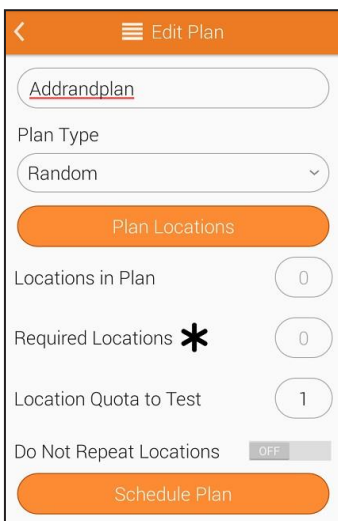 Edit Plan
Addrandplan
Plan Type
Random
Plan Locations
Locations in Plan 0
Required Locations * 0
Location Quota to Test 1
Do Not Repeat Locations OFF
Schedule Plan